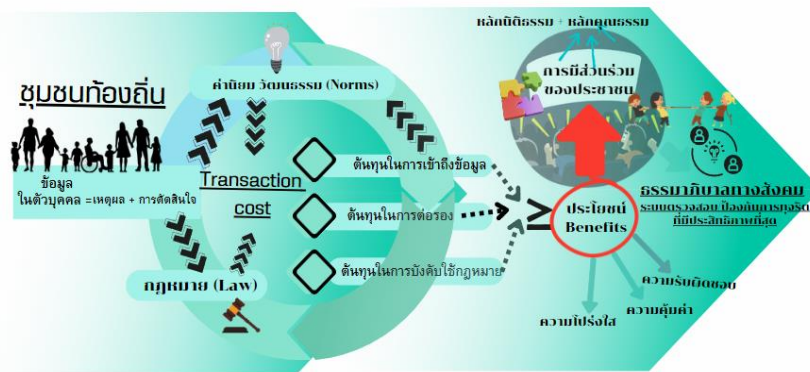 หลักนิติธรรม + หลักคุณธรรม
การมีส่วนร่วม
ของประชาชน
ชุมชนท้องถิ่น
ค่านิยม วัฒนธรรม (Norms)
ข้อมูล
ในตัวบุคคล =เหตุผล + การตัดสินใจ
Transaction
cost
ต้นทุนในการเข้าถึงข้อมูล
ต้นทุนในการต่อรอง
ต้นทุนในการบังคับใช้กฎหมาย
กฎหมาย (Law)
>
ประโยชน์
Benefits
ธรรมาภิบาลทางสังคม
ระบบตรวจสอบ/ป้องกันการทุจริต
ที่มีประสิทธิภาพที่สุด
ความรับผิดชอบ
ความคุ้มค่า
ความโปร่งใส